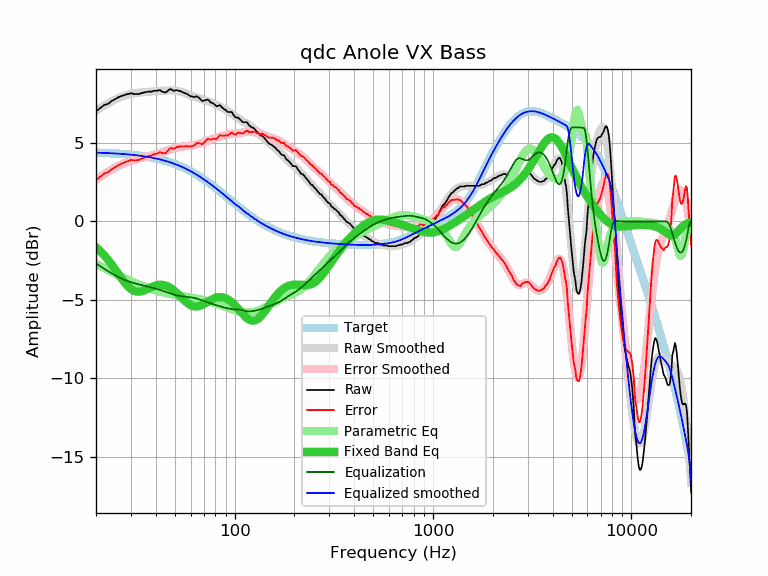 qdc Anole VX Bass
Amplitude (dBr)
5
0
−5
−10
−15
Target
Raw Smoothed
Error Smoothed
Raw
Error
Parametric Eq
Fixed Band Eq
Equalization
Equalized smoothed
100
1000
10000
Frequency (Hz)